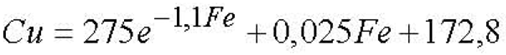 Cu = 275e^{-1,1Fe} + 0,025Fe + 172,8